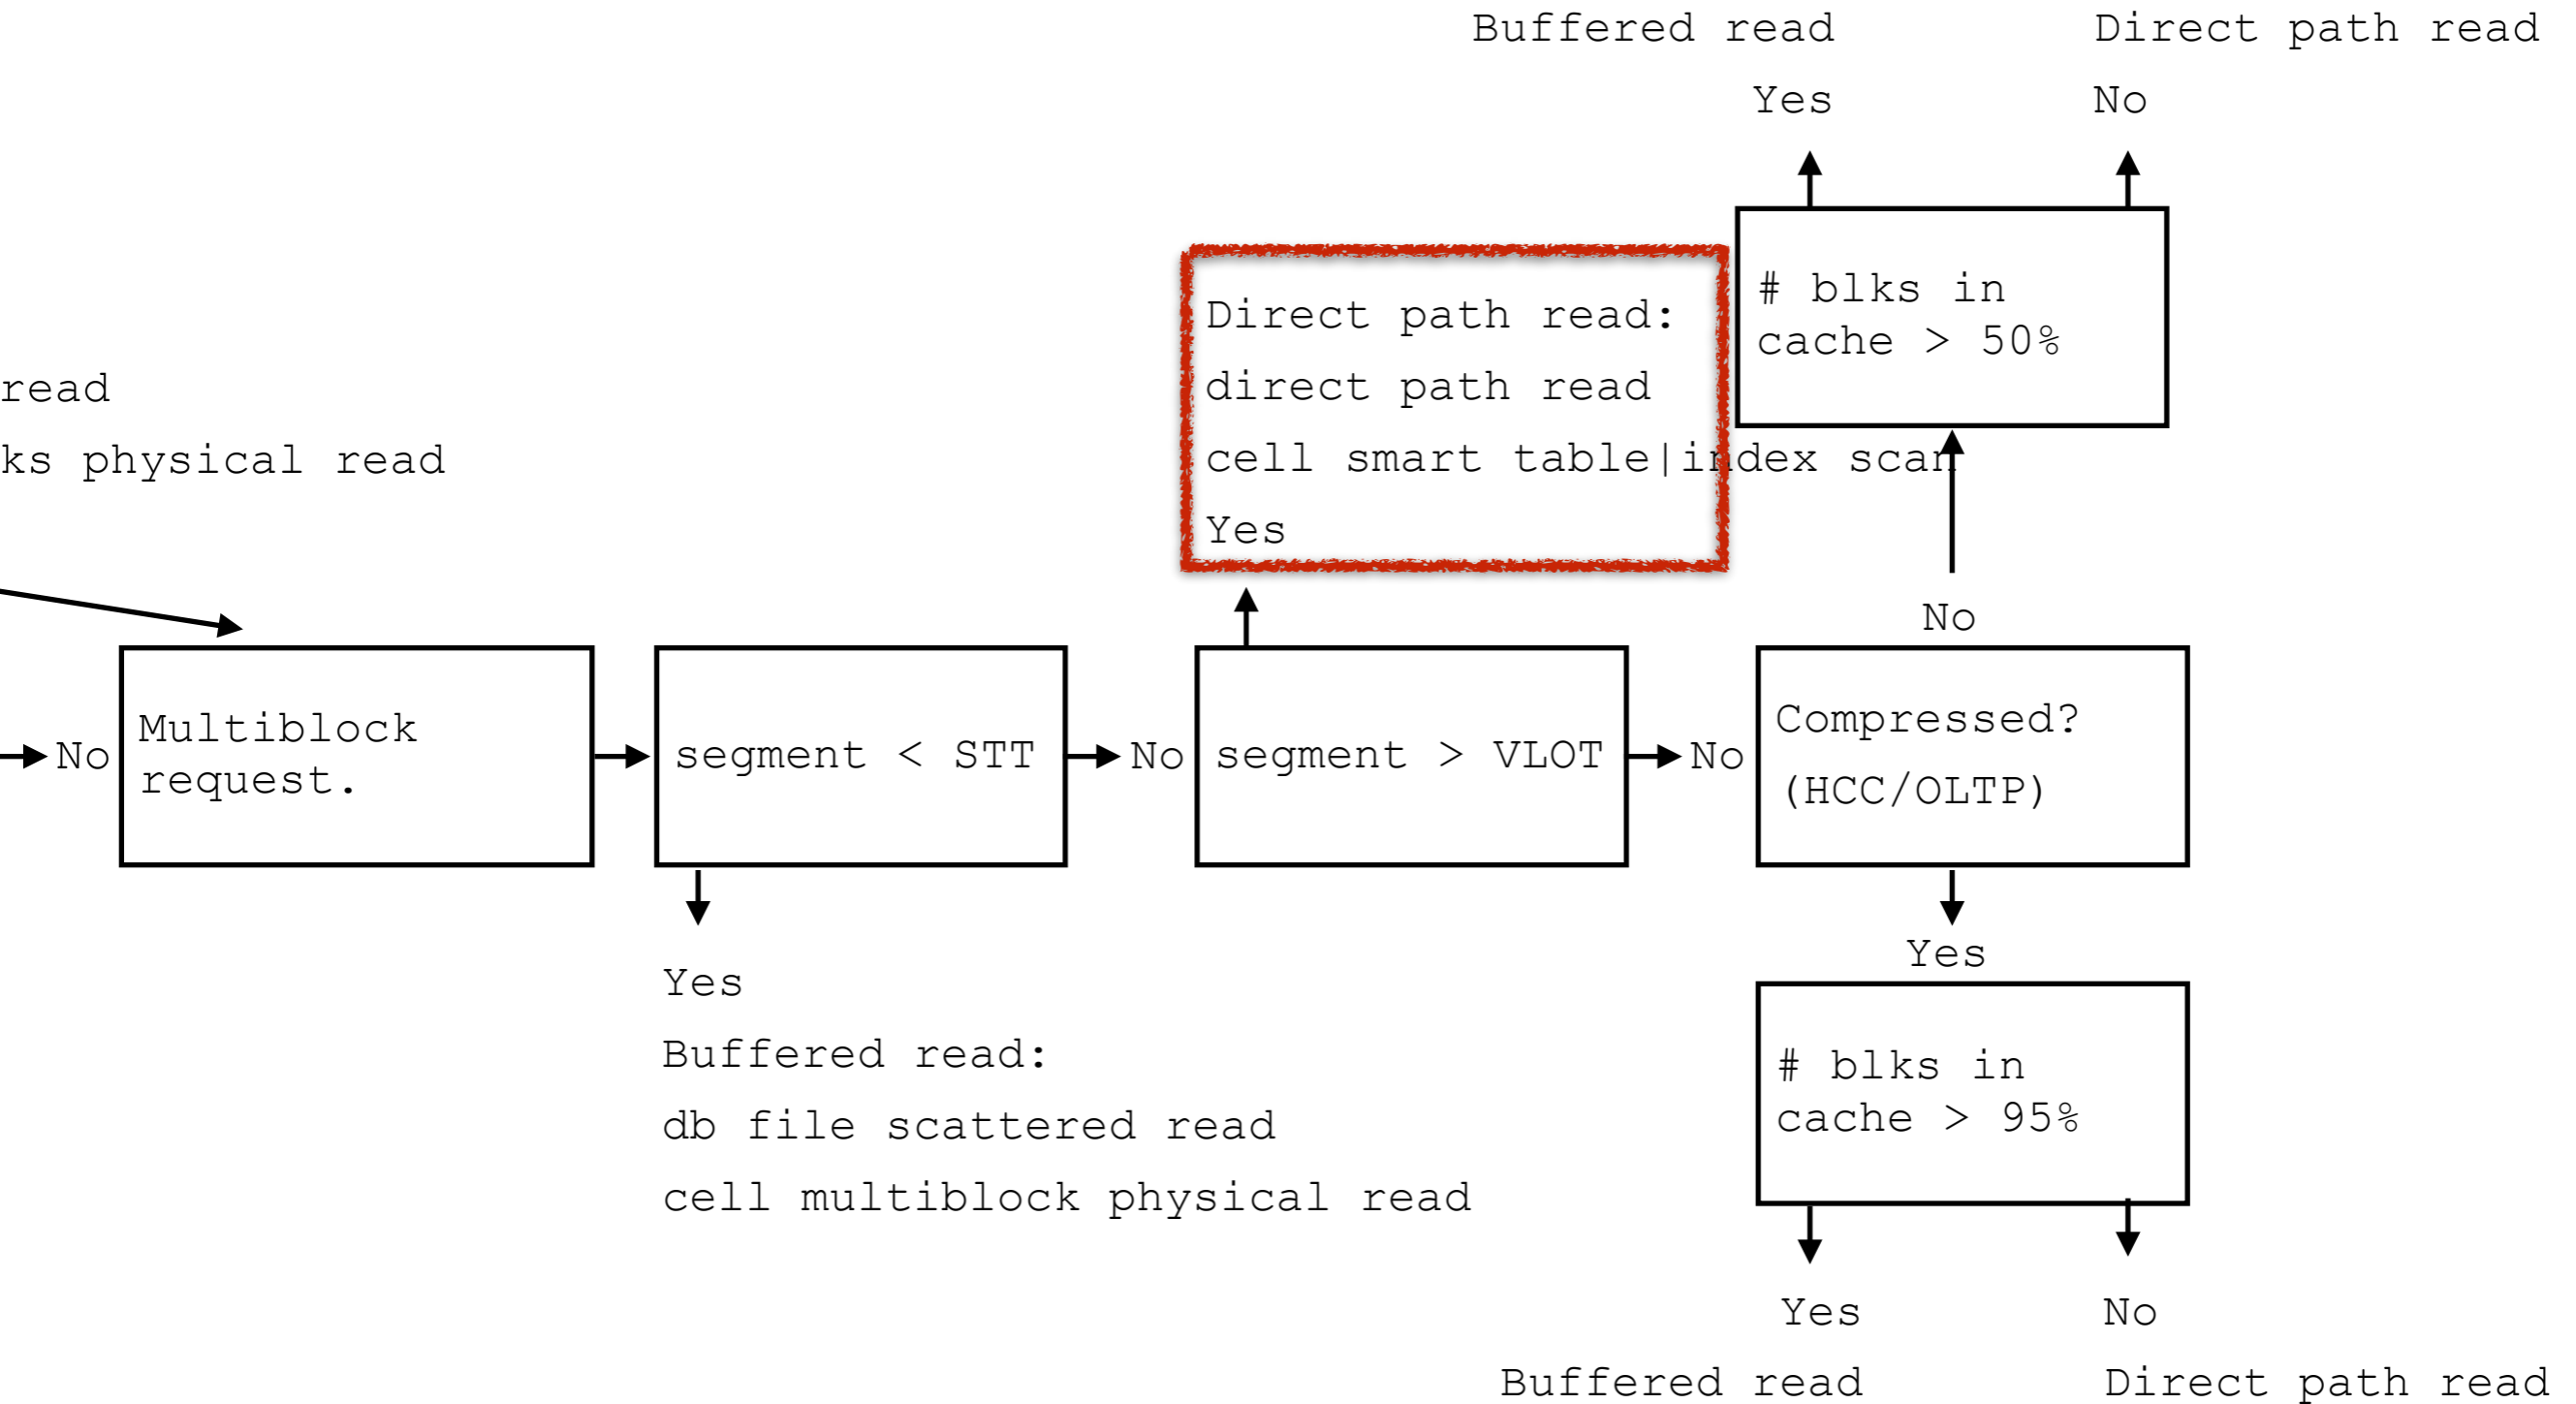 Buffered read
Direct path read
Yes
No
# blks in
cache > 50%
Direct path read:
direct path read
cell smart table|index scan
Yes
read
ks physical read
No
No
Multiblock
request.
segment < STT
No
segment > VLOT
No
Compressed?
(HCC/OLTP)
Yes
Buffered read:
db file scattered read
cell multiblock physical read
Yes
# blks in
cache > 95%
Yes
No
Buffered read
Direct path read